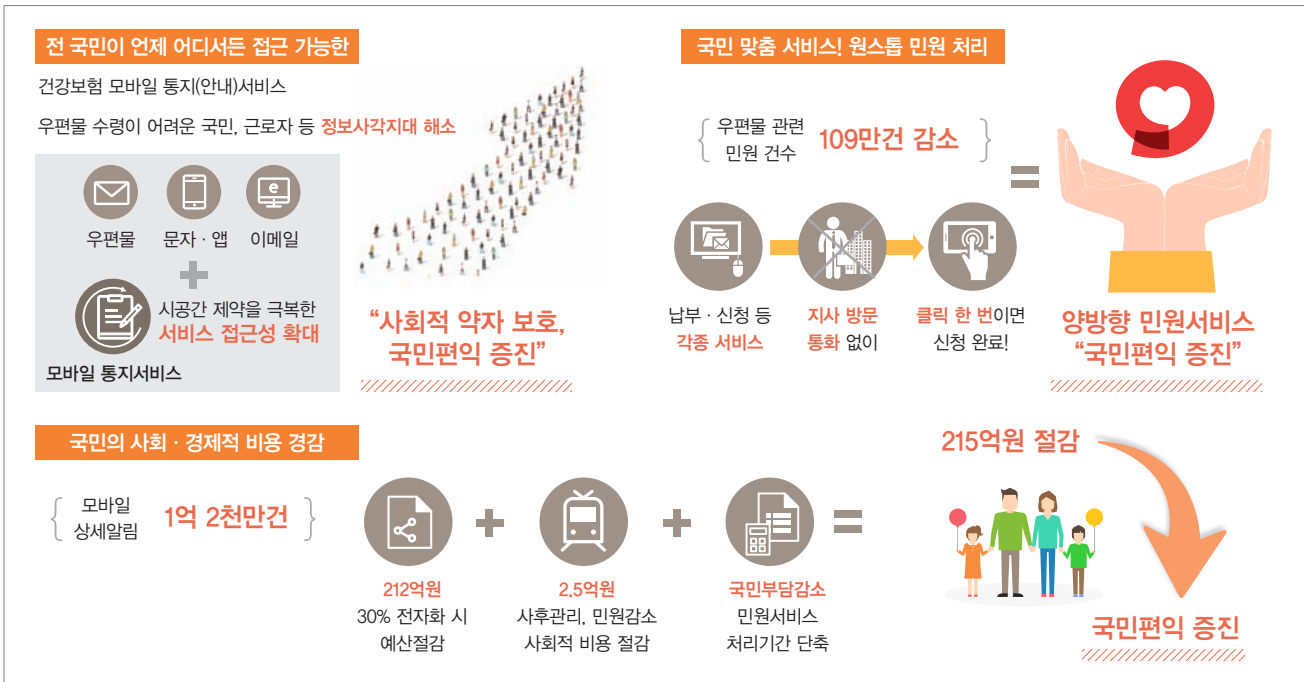 전 국민이 언제 어디서든 접근 가능한
건강보험 모바일 통지(안내)서비스
우편물 수령이 어려운 국민, 근로자 등 정보사각지대 해소
우편물
문자 · 앱
이메일
시공간 제약을 극복한
서비스 접근성 확대
모바일 통지서비스
“사회적 약자 보호,
국민편익 증진”
국민 맞춤 서비스! 원스톱 민원 처리
우편물 관련
민원 건수
109만건 감소
납부 · 신청 등
각종 서비스
지사 방문
통화 없이
클릭 한 번이면
신청 완료!
양방향 민원서비스
“국민편익 증진”
국민의 사회 · 경제적 비용 경감
모바일
상세알림
1억 2천만건
212억원
30% 전자화 시
예산절감
2.5억원
사후관리, 민원감소
사회적 비용 절감
국민부담감소
민원서비스
처리기간 단축
215억원 절감
국민편익 증진